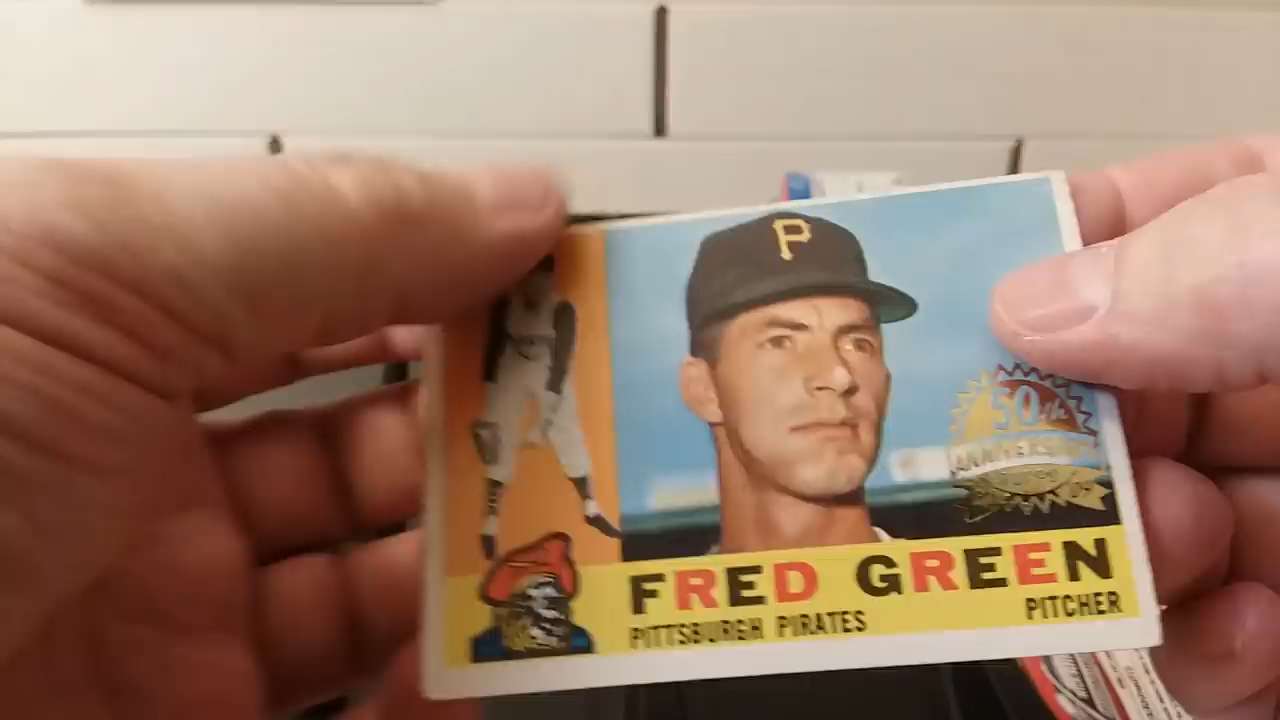 P
50th
ANNIVERSARY
FRED GREEN
PITTSBURGH PIRATES
PITCHER